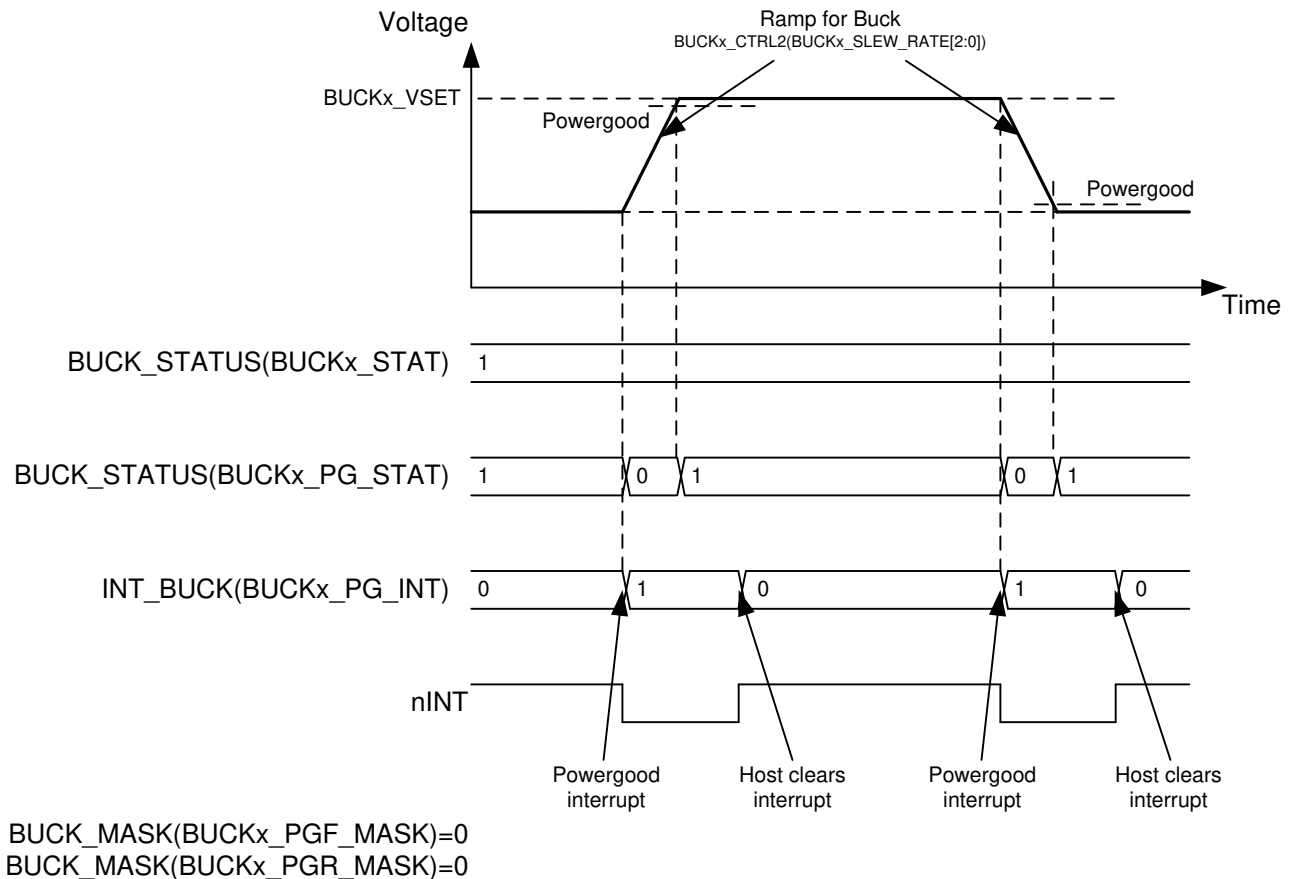 Voltage
Ramp for Buck
BUCKx_CTRL2(BUCKx_SLEW_RATE[2:0])
BUCKx_VSET
Powergood
Powergood
Time
BUCK_STATUS(BUCKx_STAT)
1
BUCK_STATUS(BUCKx_PG_STAT)
1
0
1
0
1
INT_BUCK(BUCKx_PG_INT)
0
1
0
1
0
nINT
Powergood
interrupt
Host clears
interrupt
Powergood
interrupt
Host clears
interrupt
BUCK_MASK(BUCKx_PGF_MASK)=0
BUCK_MASK(BUCKx_PGR_MASK)=0